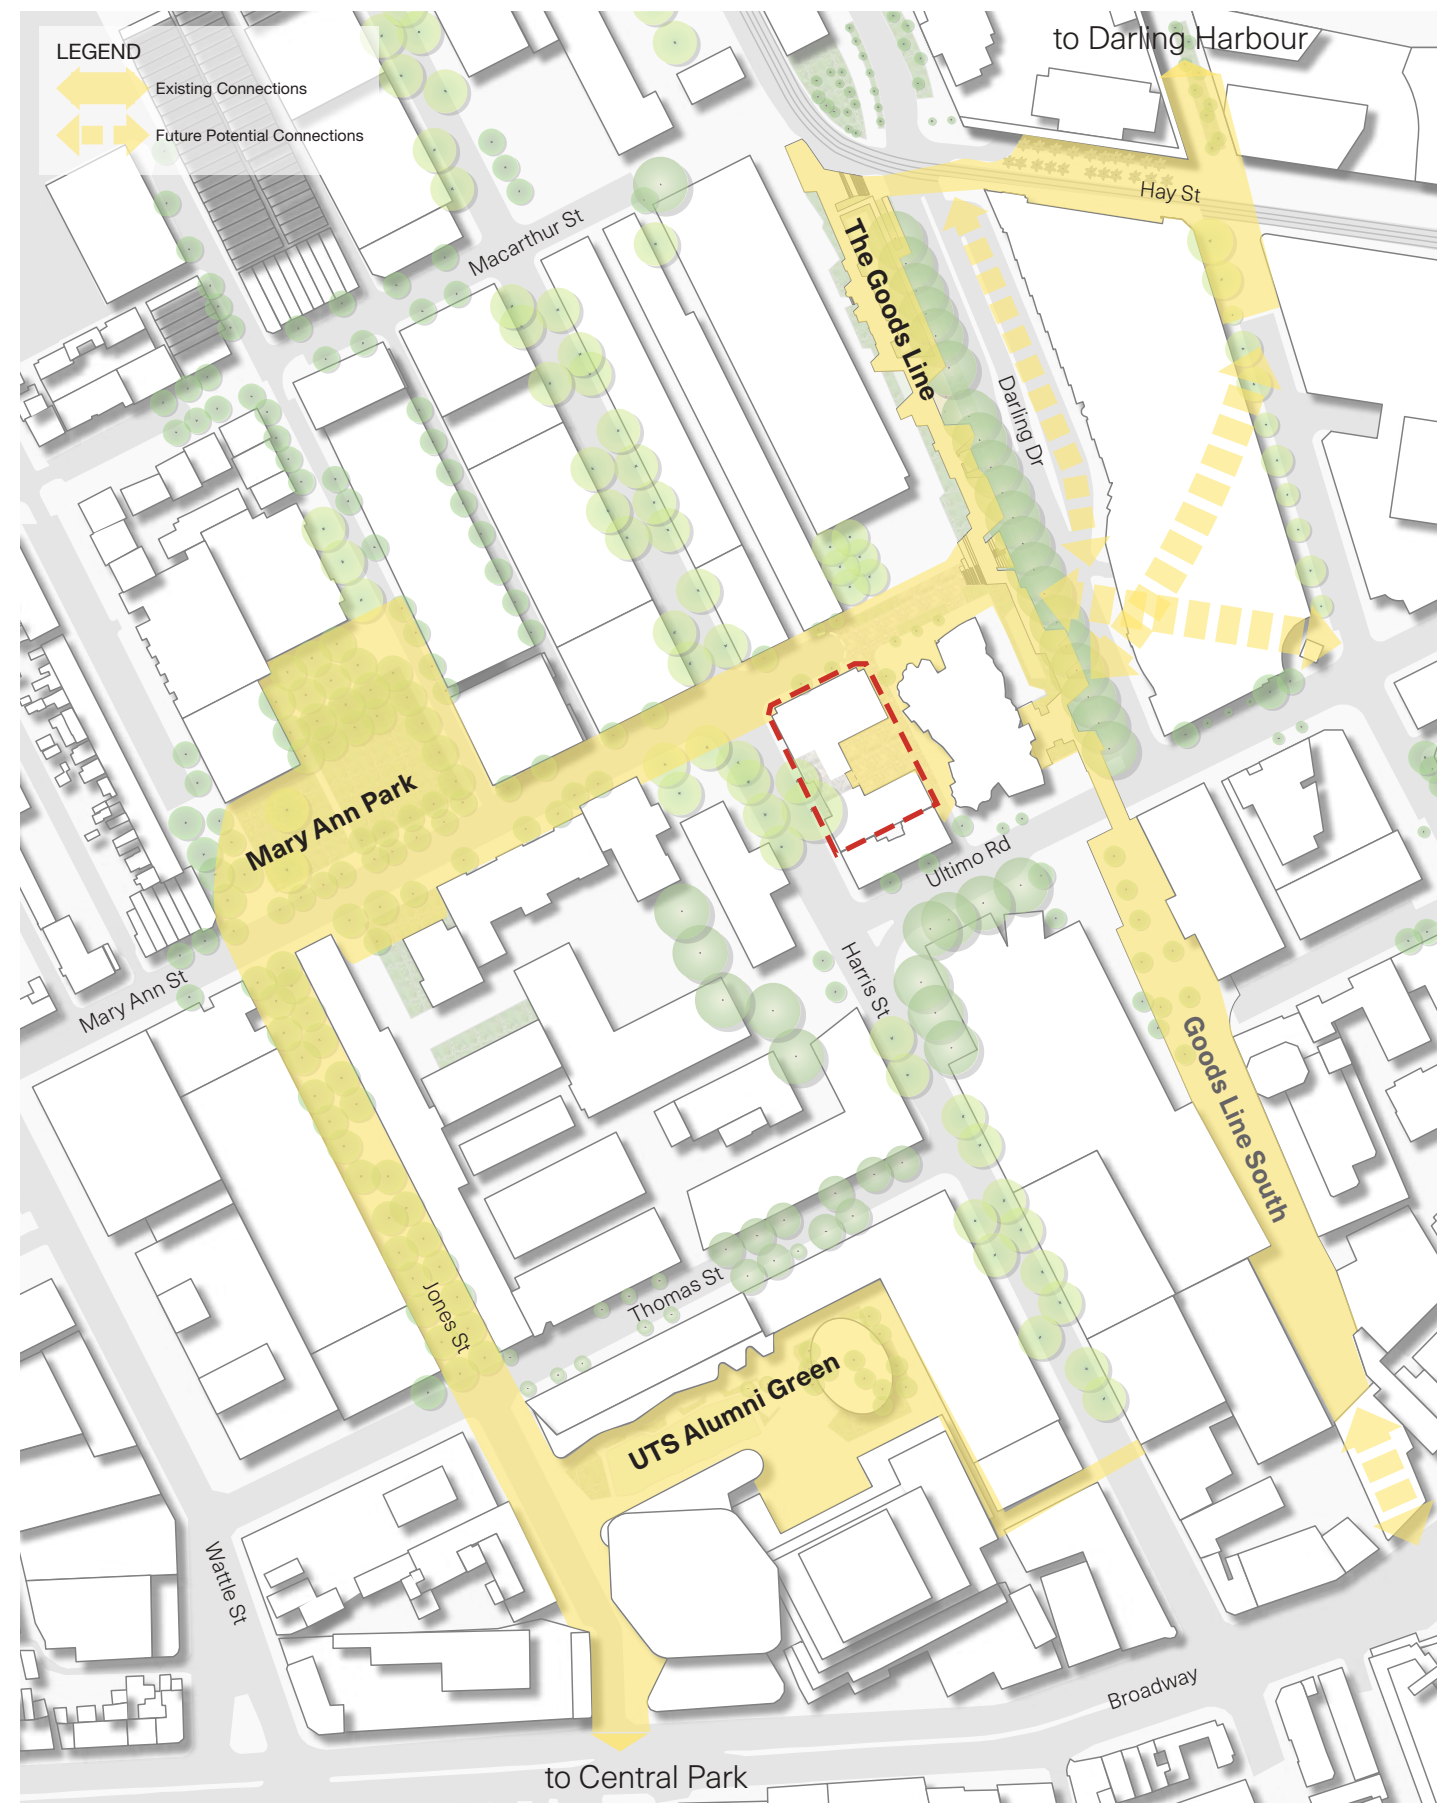 to Darling Harbour
LEGEND
Existing Connections
Future Potential Connections
Hay St
Macarthur St
The Goods Line
Darling Dr
Mary Ann Park
Ultimo Rd
Mary Ann St
Harris St
Goods Line South
Thomas St
Jones St
UTS Alumni Green
Wattle St
Broadway
to Central Park